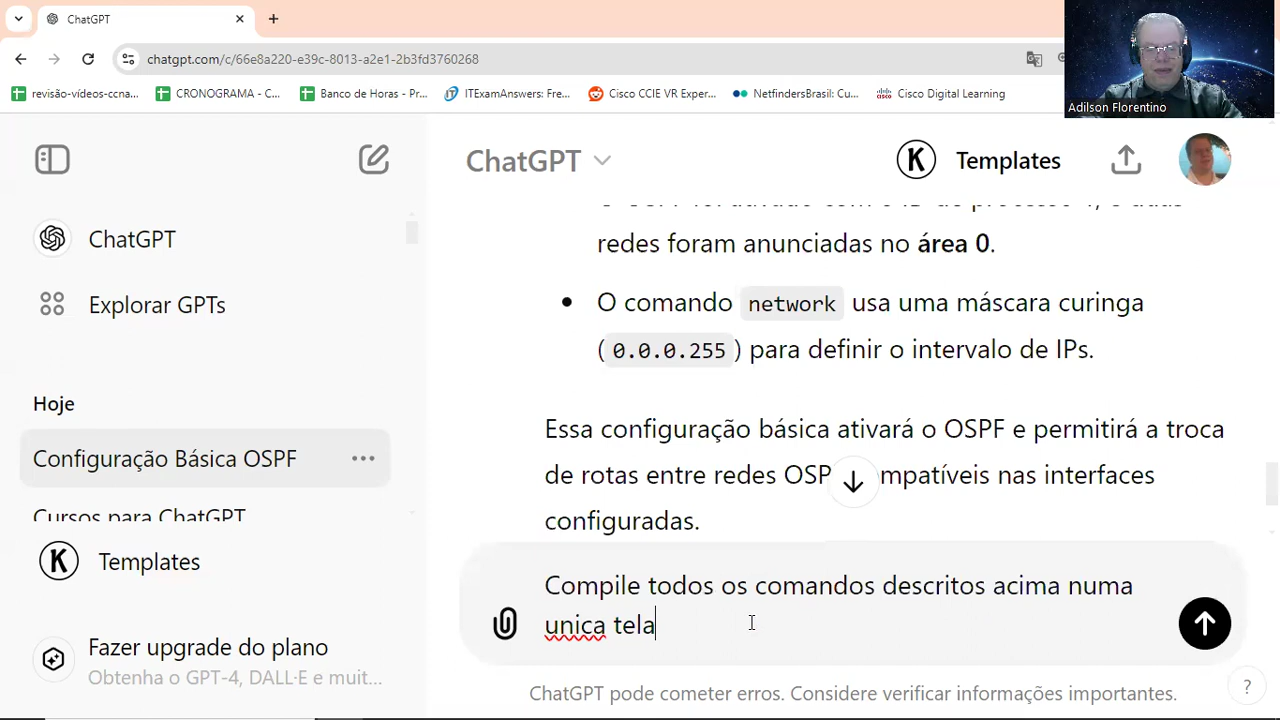 ChatGPT
chatgpt.com/c/66e8a220-e39c-8013-a2e1-2b3fd3760268
revisão-vídeos-ccna... CRONOGRAMA - C... Banco de Horas - Pr... ITExamAnswers: Fre... Cisco CCIE VR Exper... NetfindersBrasil: Cu... Cisco Digital Learning
Adilson Florentino
ChatGPT
K Templates
ChatGPT
Explorar GPTs
Hoje
Configuração Básica OSPF
Cursos para ChatGPT
K Templates
Fazer upgrade do plano
Obtenha o GPT-4, DALL·E e muit...
redes foram anunciadas no área 0.
O comando network usa uma máscara curinga
(0.0.0.255) para definir o intervalo de IPs.
Essa configuração básica ativará o OSPF e permitirá a troca
de rotas entre redes OSP mpatíveis nas interfaces
configuradas.
Compile todos os comandos descritos acima numa
unica tela
ChatGPT pode cometer erros. Considere verificar informações importantes.
?